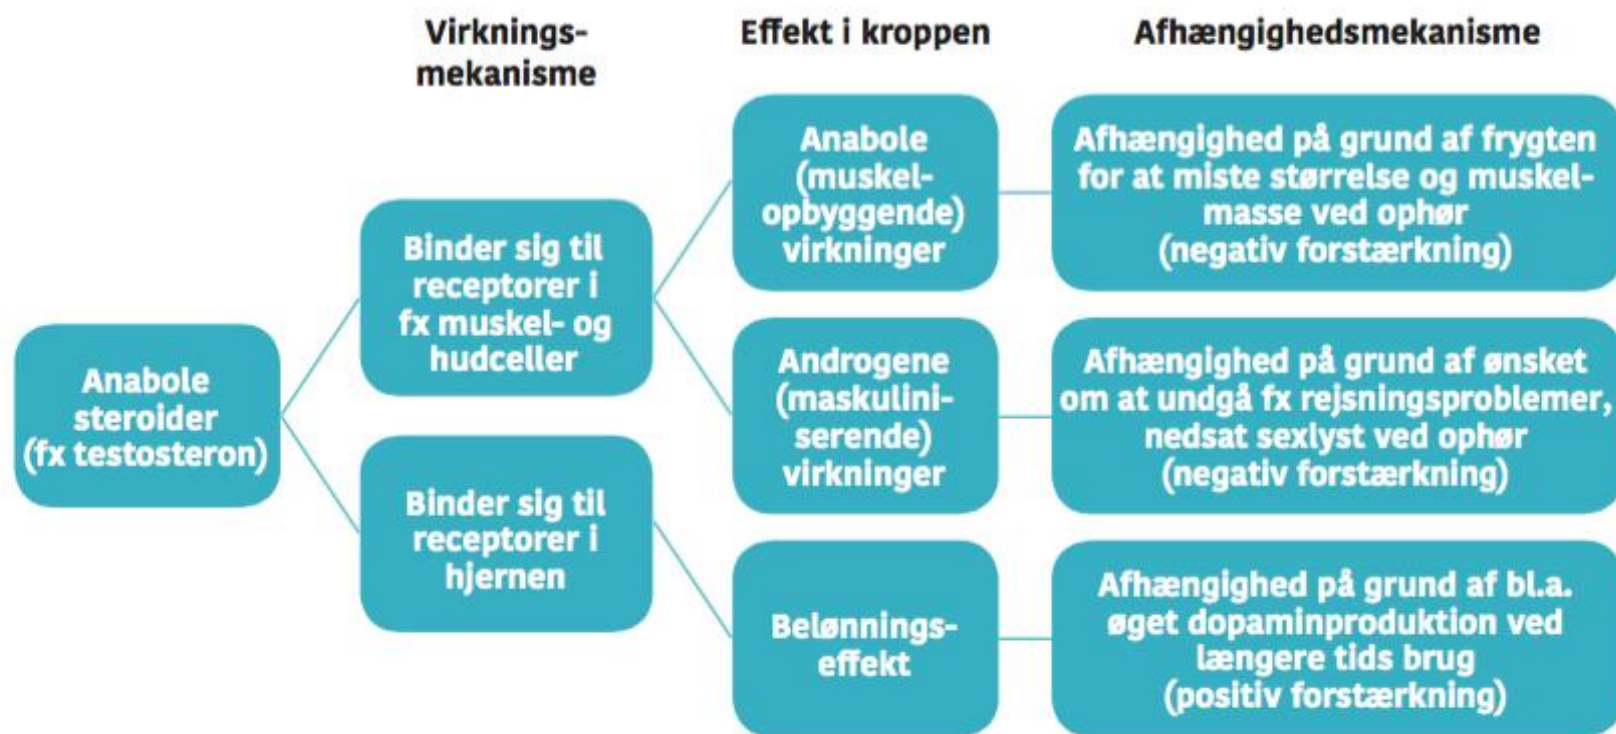 Virknings-
mekanisme
Effekt i kroppen
Afhængighedsmekanisme
Anabole
steroider
(fx testosteron)
Binder sig til
receptorer i
fx muskel- og
hudceller
Binder sig til
receptorer i
hjernen
Anabole
(muskel-
opbyggende)
virkninger
Androgene
(maskulini-
serende)
virkninger
Belønnings-
effekt
Afhængighed på grund af frygten
for at miste størrelse og muskel-
masse ved ophør
(negativ forstærkning)
Afhængighed på grund af ønsket
om at undgå fx rejsningsproblemer,
nedsat sexlyst ved ophør
(negativ forstærkning)
Afhængighed på grund af bl.a.
øget dopaminproduktion ved
længere tids brug
(positiv forstærkning)